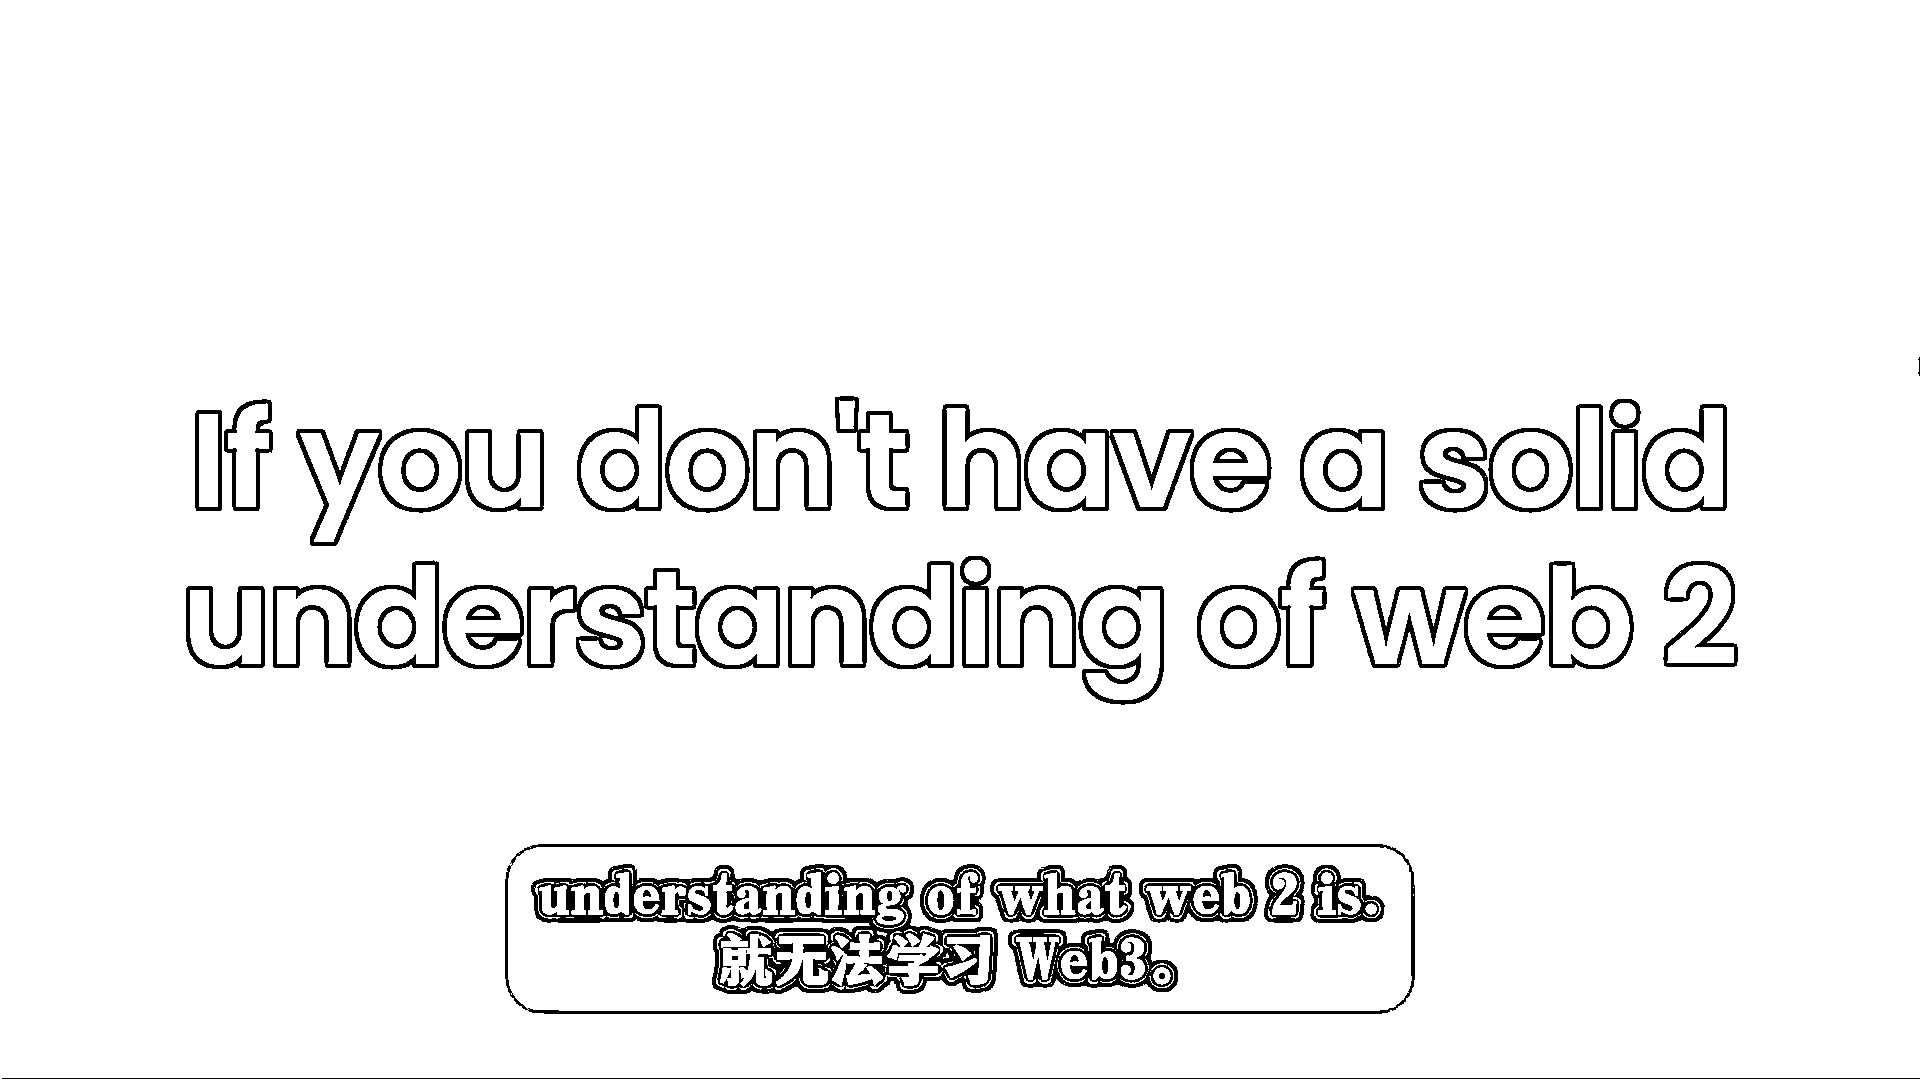 If you don't have a solid
understanding of web 2
understanding of what web 2 is.
就无法学习 Web3。